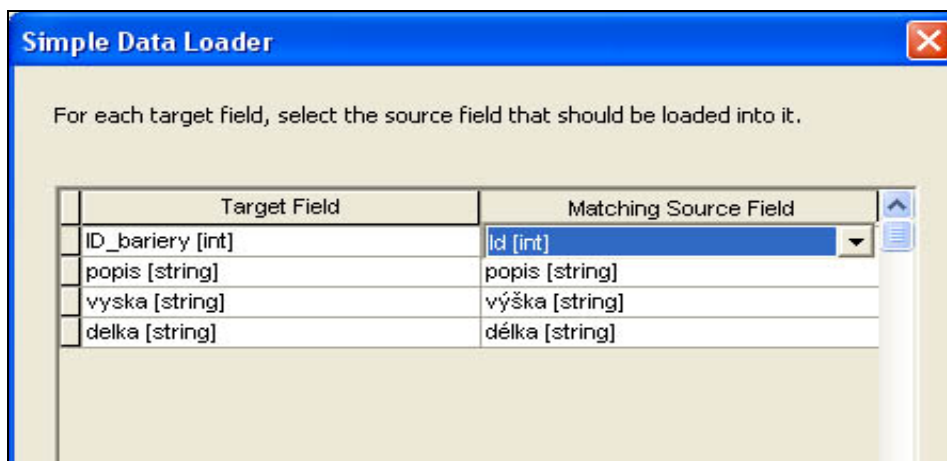 Simple Data Loader
For each target field, select the source field that should be loaded into it.
Target Field Matching Source Field
ID_bariery [int] Id [int]
popis [string] popis [string]
vyska [string] výška [string]
delka [string] délka [string]